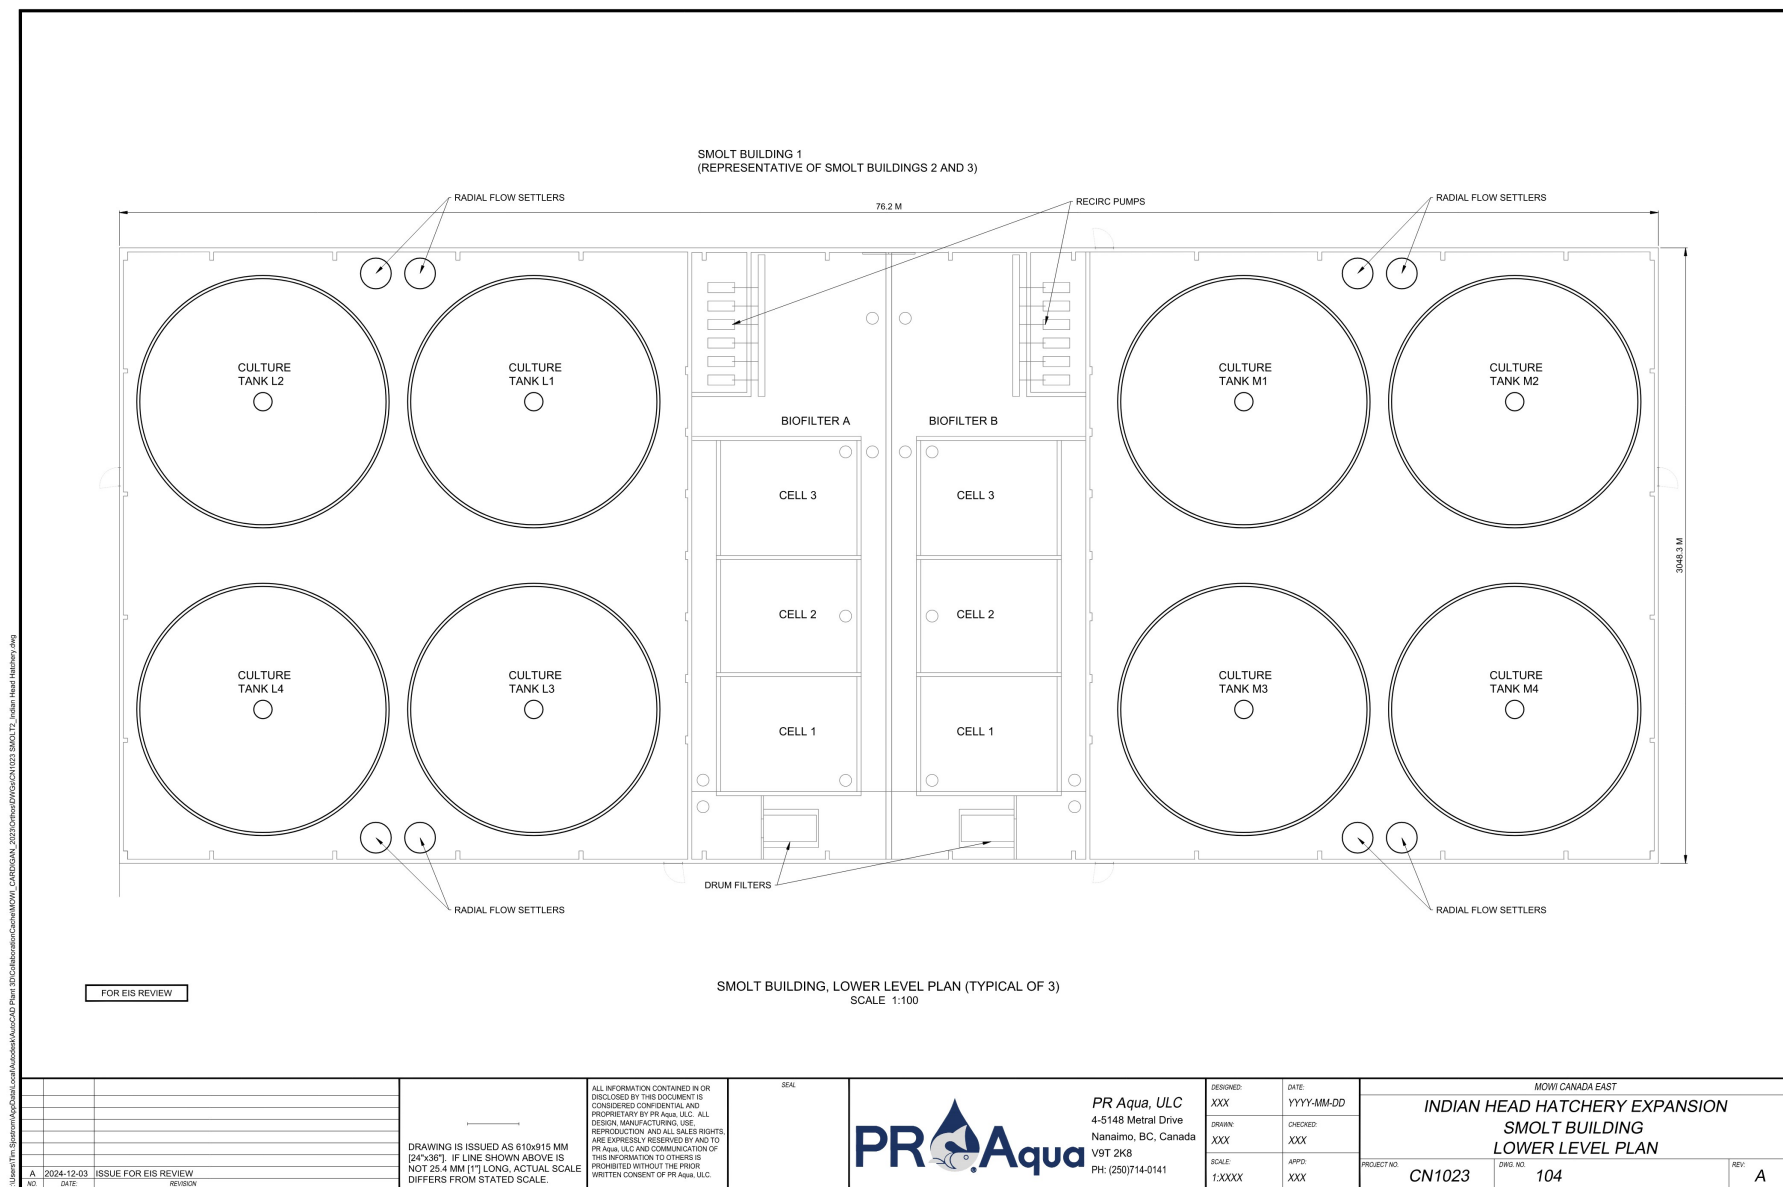 SMOLT BUILDING 1
(REPRESENTATIVE OF SMOLT BUILDINGS 2 AND 3)
RADIAL FLOW SETTLERS
76.2 M
RECIRC PUMPS
RADIAL FLOW SETTLERS
CULTURE
TANK L2
CULTURE
TANK L1
CULTURE
TANK M1
CULTURE
TANK M2
BIOFILTER A
BIOFILTER B
CELL 3
CELL 3
3048.3 M
CELL 2
CELL 2
CULTURE
TANK L4
CULTURE
TANK L3
CULTURE
TANK M3
CULTURE
TANK M4
CELL 1
CELL 1
DRUM FILTERS
RADIAL FLOW SETTLERS
RADIAL FLOW SETTLERS
FOR EIS REVIEW
SMOLT BUILDING, LOWER LEVEL PLAN (TYPICAL OF 3)
SCALE 1:100
A 2024-12-03 ISSUE FOR EIS REVIEW
NO. DATE: REVISION
DRAWING IS ISSUED AS 610x915 MM
[24"x36"]. IF LINE SHOWN ABOVE IS
NOT 25.4 MM [1"] LONG, ACTUAL SCALE
DIFFERS FROM STATED SCALE.
ALL INFORMATION CONTAINED IN OR
DISCLOSED BY THIS DOCUMENT IS
CONSIDERED CONFIDENTIAL AND
PROPRIETARY BY PR Aqua, ULC. ALL
DESIGN, MANUFACTURING, USE,
REPRODUCTION AND ALL SALES RIGHTS,
ARE EXPRESSLY RESERVED BY AND TO
PR Aqua, ULC AND COMMUNICATION OF
THIS INFORMATION TO OTHERS IS
PROHIBITED WITHOUT THE PRIOR
WRITTEN CONSENT OF PR Aqua, ULC.
SEAL
PR Aqua
PR Aqua, ULC
4-5148 Metral Drive
Nanaimo, BC, Canada
V9T 2K8
PH: (250)714-0141
DESIGNED: DATE:
XXX YYYY-MM-DD
DRAWN: CHECKED:
XXX XXX
SCALE: APP'D:
1:XXXX XXX
MOWI CANADA EAST
INDIAN HEAD HATCHERY EXPANSION
SMOLT BUILDING
LOWER LEVEL PLAN
PROJECT NO. CN1023 DWG. NO. 104 REV: A